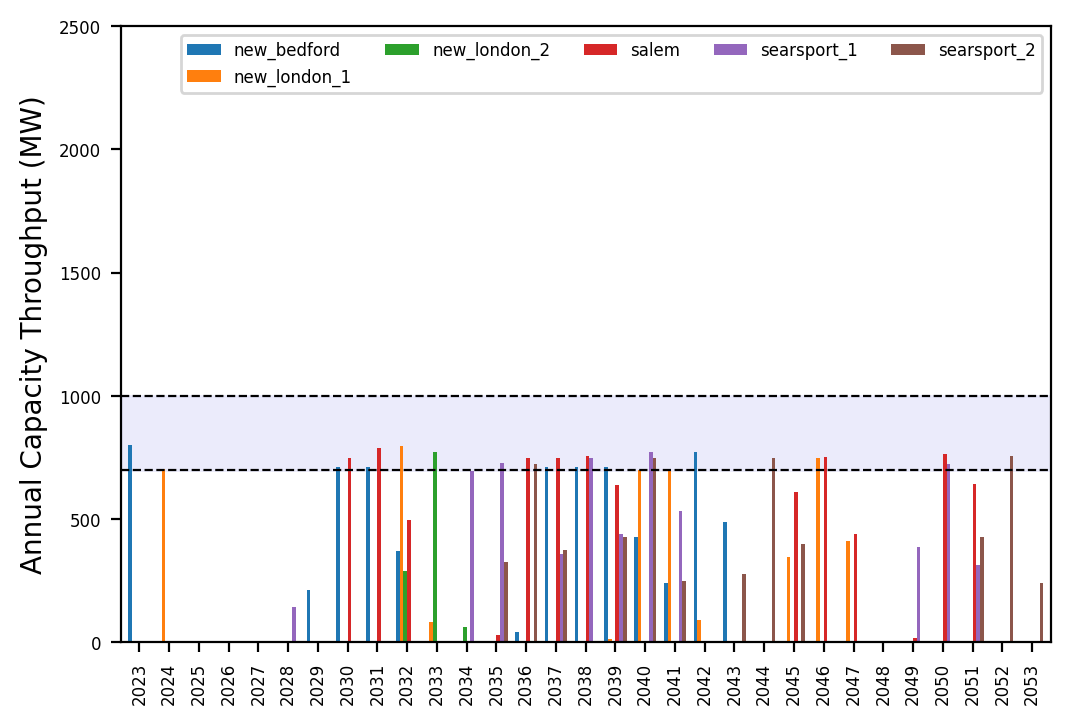 2500
2000
1500
1000
500
0
Annual Capacity Throughput (MW)
new_bedford new_london_2 salem searsport_1 searsport_2
new_london_1
2023 2024 2025 2026 2027 2028 2029 2030 2031 2032 2033 2034 2035 2036 2037 2038 2039 2040 2041 2042 2043 2044 2045 2046 2047 2048 2049 2050 2051 2052 2053